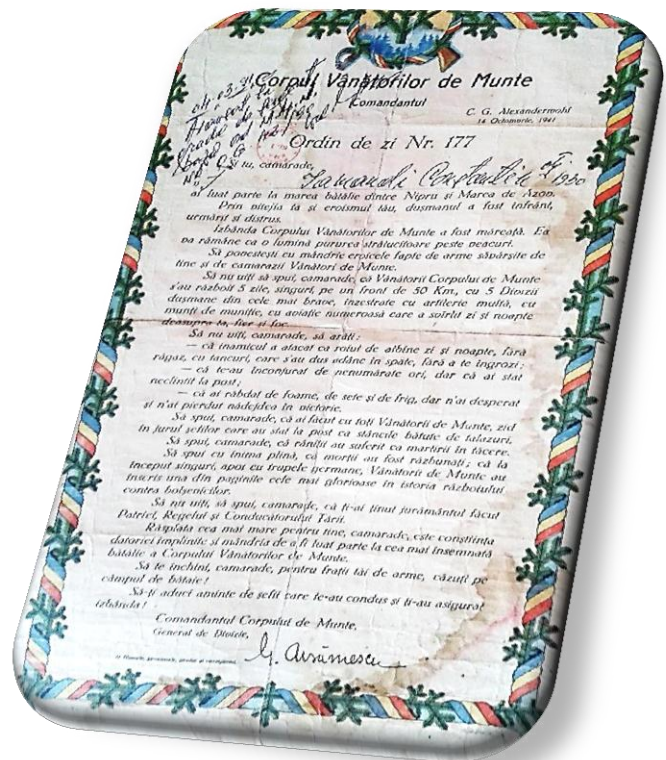 Corpul Vânătorilor de Munte
Comandantul
C. G. Alexanderwohl
14 Octomvrie, 1941
Ordin de zi Nr. 177
Și tu, camarade, Constantin
ai luat parte la marea bătălie dintre Nipru și Marea de Azov.
Prin vitejia ta și eroismul tău, dușmanul a fost înfrânt,
urmărit și distrus.
Izbânda Corpului Vânătorilor de Munte a fost măreață. Ea
va rămâne ca o lumină pururea strălucitoare peste veacuri.
Să povestești cu mândrie eroicele fapte de arme săvârșite de
tine și de camarazii Vânători de Munte.
Să nu uiți să spui, camarade, că Vânătorii Corpului de Munte
s'au războit 5 zile, singuri, pe un front de 50 Km, cu 5 Divizii
dușmane din cele mai brave, înzestrate cu artilerie multă, cu
munți de muniție, cu aviație numeroasă care a svârlit zi și noapte
deasupra ta, fier și foc.
Să nu uiți, camarade, să arăți:
— că inamicul a atacat ca roiul de albine zi și noapte, fără
răgaz, cu tancuri, care s'au dus adânc în spate, fără a te îngrozi;
— că te-au înconjurat de nenumărate ori, dar că ai stat
neclintit la post;
— că ai răbdat de foame, de sete și de frig, dar n'ai desperat
și n'ai pierdut nădejdea în victorie.
Să spui, camarade, că ai făcut cu toți Vânătorii de Munte, zid
în jurul șefilor care au stat la post ca stâncile bătute de talazuri.
Să spui, camarade, că răniții au suferit ca martirii în tăcere.
Să spui cu inima plină, că morții au fost răzbunați; că la
început singuri, apoi cu trupele germane, Vânătorii de Munte au
înscris una din paginile cele mai glorioase în istoria războiului
contra bolșevicilor.
Să nu uiți, să spui, camarade, că ți-ai ținut jurământul făcut
Patriei, Regelui și Conducătorului Țării.
Răsplata cea mai mare pentru tine, camarade, este conștiința
datoriei împlinite și mândria de a fi luat parte la cea mai însemnată
bătălie a Corpului Vânătorilor de Munte.
Să te închini, camarade, pentru frații tăi de arme, căzuți pe
câmpul de bătaie!
Să-ți aduci aminte de șefii care te-au condus și ți-au asigurat
izbânda!
Comandantul Corpului de Munte,
General de Divizie,
G. Avrămescu